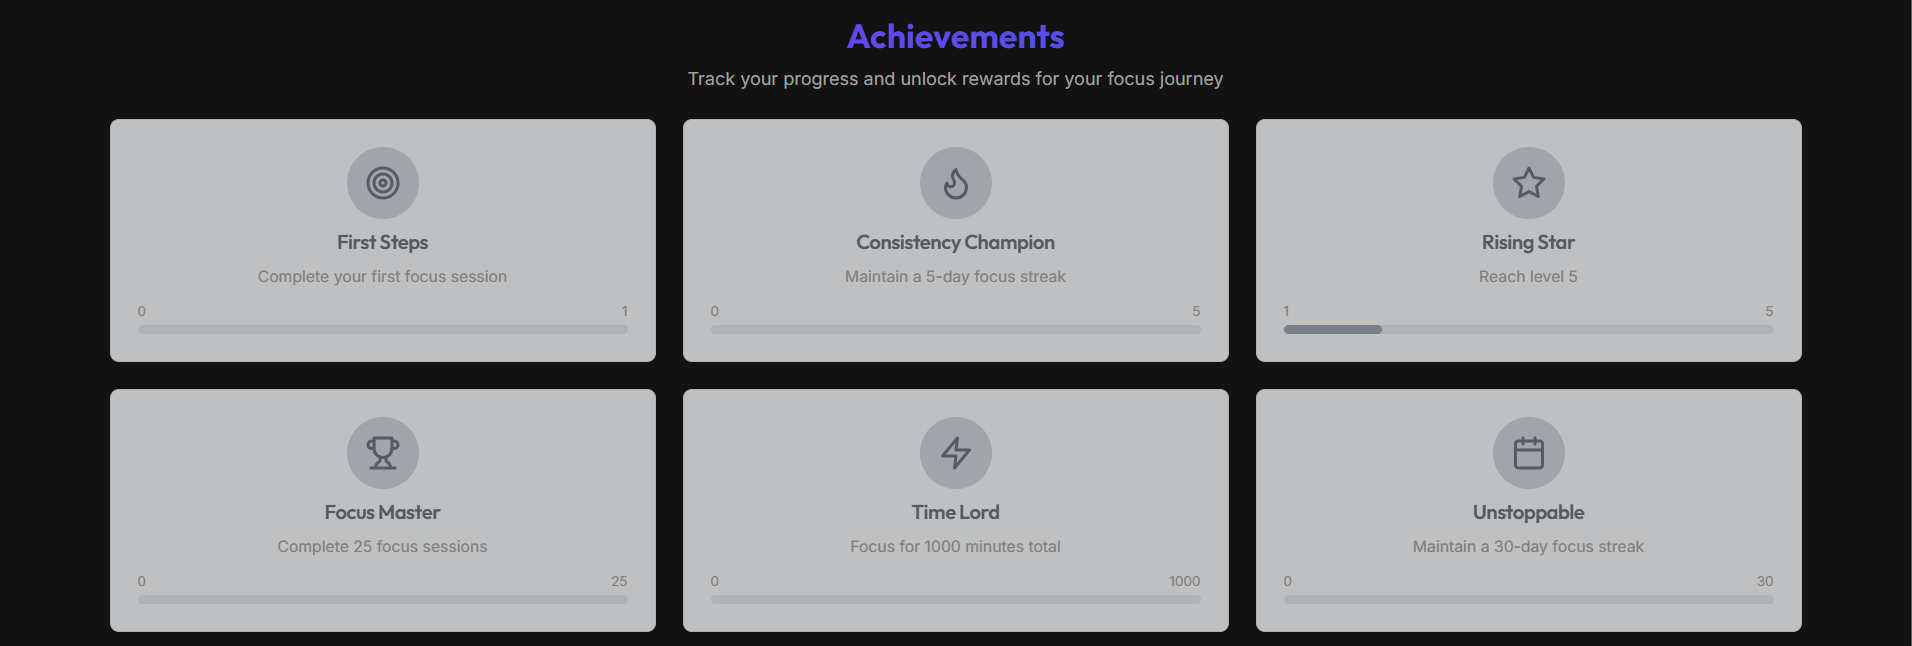 Achievements
Track your progress and unlock rewards for your focus journey
First Steps
Complete your first focus session
0 1
Consistency Champion
Maintain a 5-day focus streak
0 5
Rising Star
Reach level 5
1 5
Focus Master
Complete 25 focus sessions
0 25
Time Lord
Focus for 1000 minutes total
0 1000
Unstoppable
Maintain a 30-day focus streak
0 30